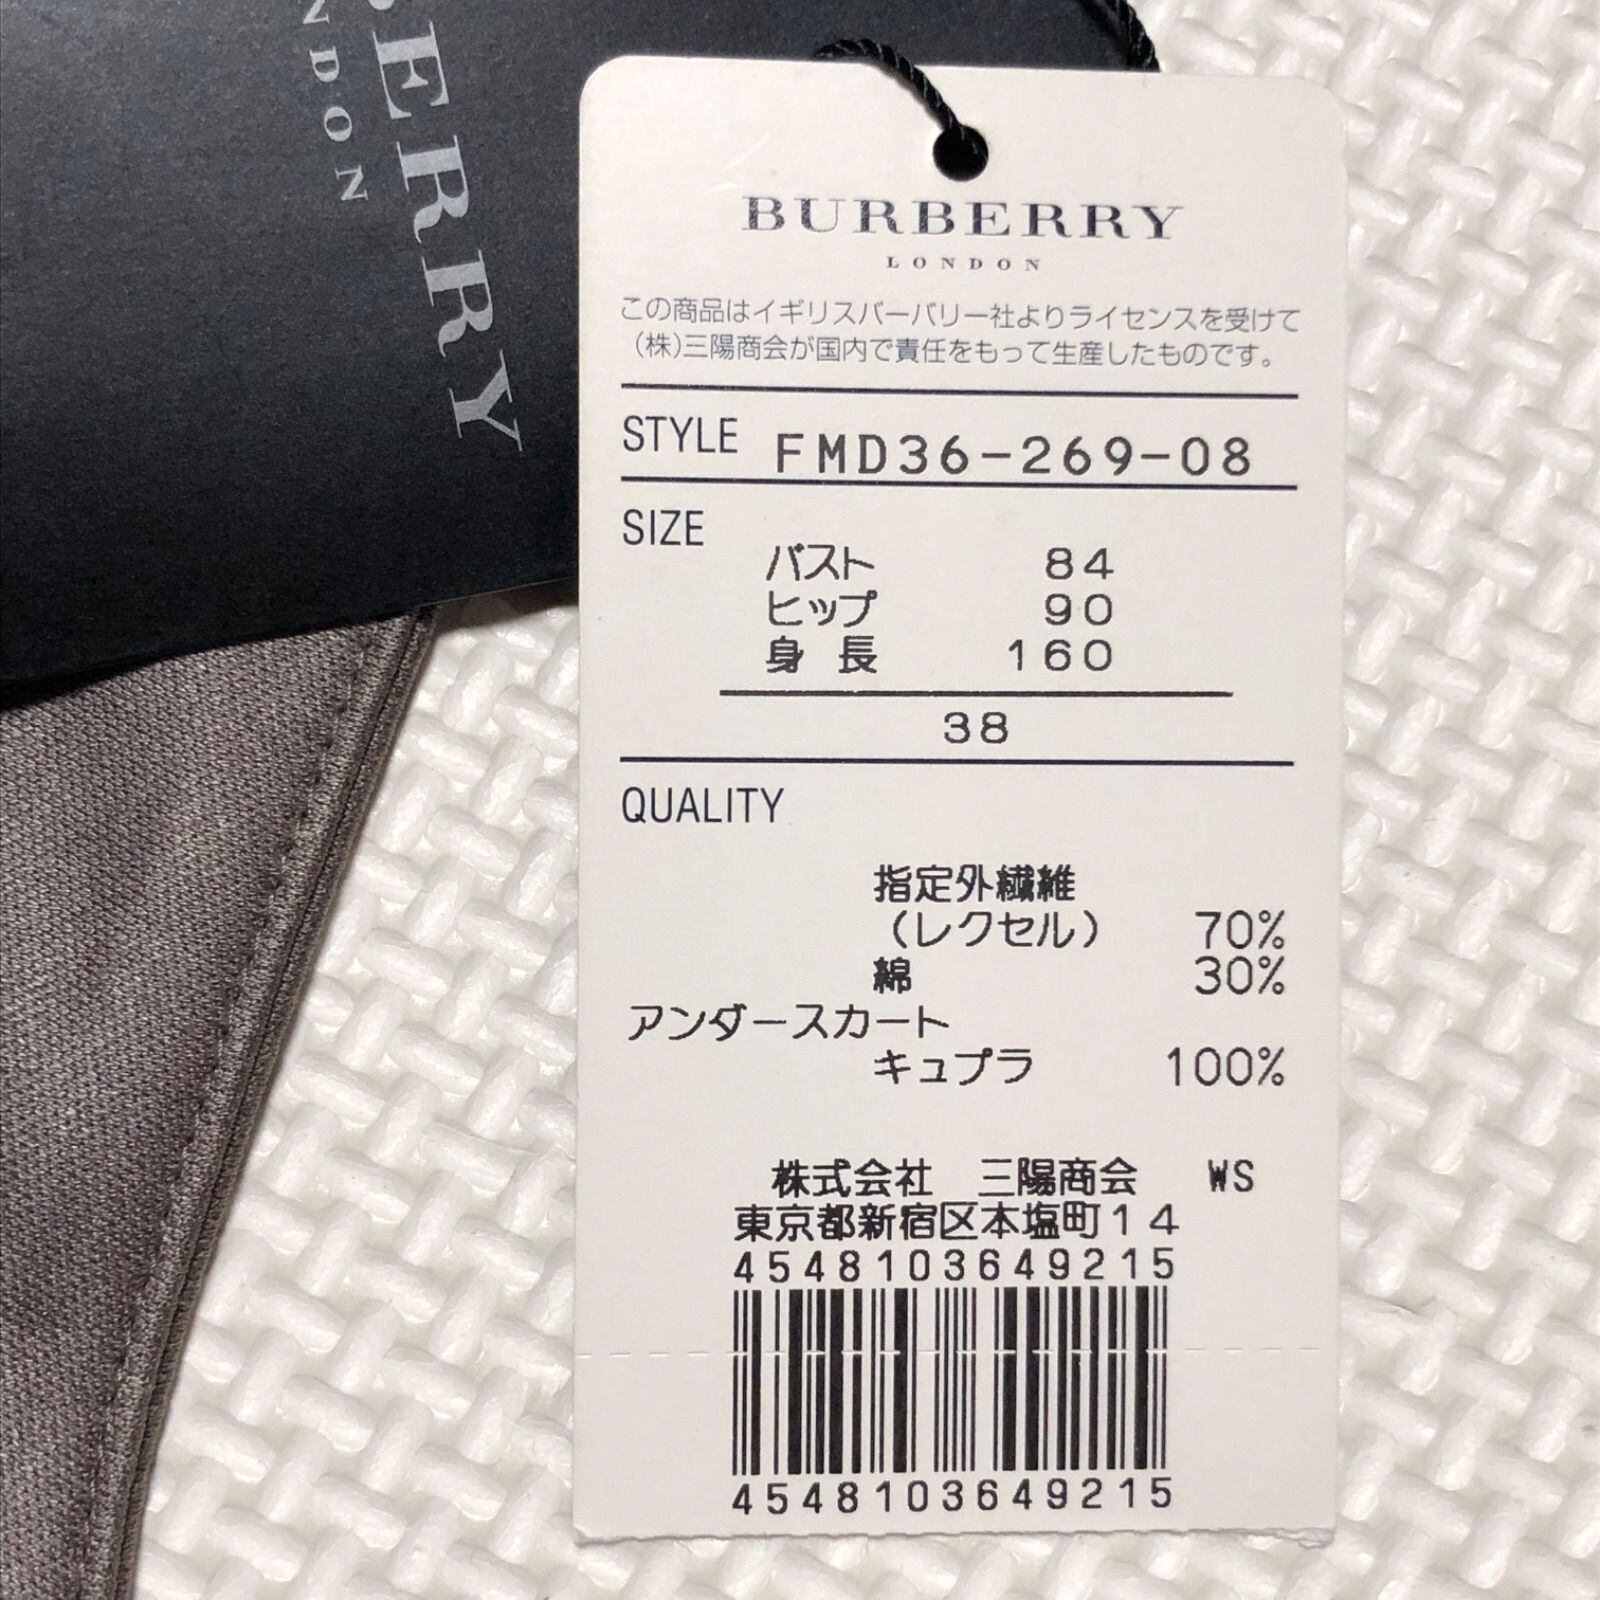 ERRY
NDON
BURBERRY
LONDON
この商品はイギリスバーバリー社よりライセンスを受けて
(株)三陽商会が国内で責任をもって生産したものです。
STYLE FMD36-269-08
SIZE
バスト 84
ヒップ 90
身 長 160
38
QUALITY
指定外繊維
(レクセル) 70%
綿 30%
アンダースカート
キュプラ 100%
株式会社 三陽商会 WS
東京都新宿区本塩町14
4548103649215
4548103649215